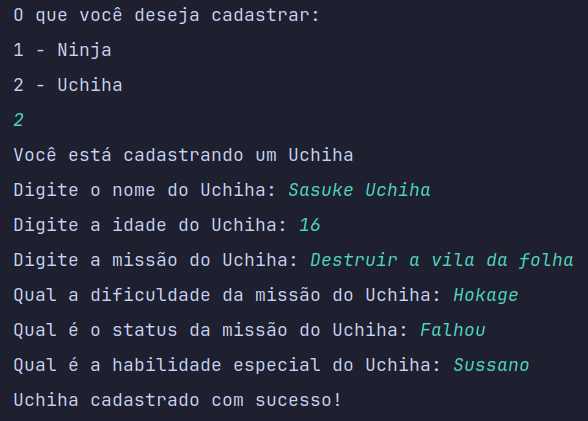 O que você deseja cadastrar:
1 - Ninja
2 - Uchiha
2
Você está cadastrando um Uchiha
Digite o nome do Uchiha: Sasuke Uchiha
Digite a idade do Uchiha: 16
Digite a missão do Uchiha: Destruir a vila da folha
Qual a dificuldade da missão do Uchiha: Hokage
Qual é o status da missão do Uchiha: Falhou
Qual é a habilidade especial do Uchiha: Sussano
Uchiha cadastrado com sucesso!